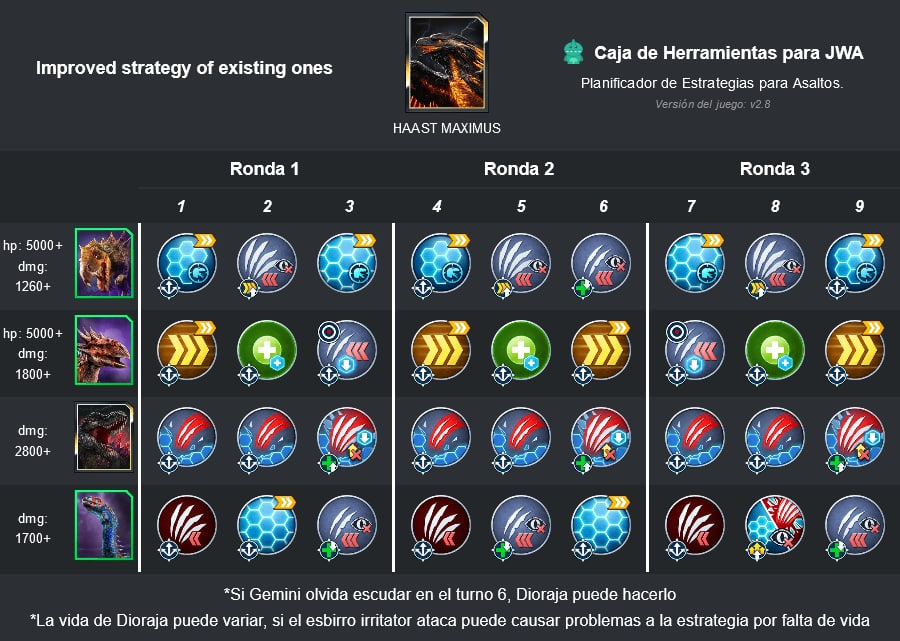 Improved strategy of existing ones
HAAST MAXIMUS
Caja de Herramientas para JWA
Planificador de Estrategias para Asaltos.
Versión del juego: v2.8
Ronda 1
Ronda 2
Ronda 3
1 2 3 4 5 6 7 8 9
hp: 5000+
dmg:
1260+
hp: 5000+
dmg:
1800+
dmg:
2800+
dmg:
1700+
*Si Gemini olvida escudar en el turno 6, Dioraja puede hacerlo
*La vida de Dioraja puede variar, si el esbirro irritator ataca puede causar problemas a la estrategia por falta de vida